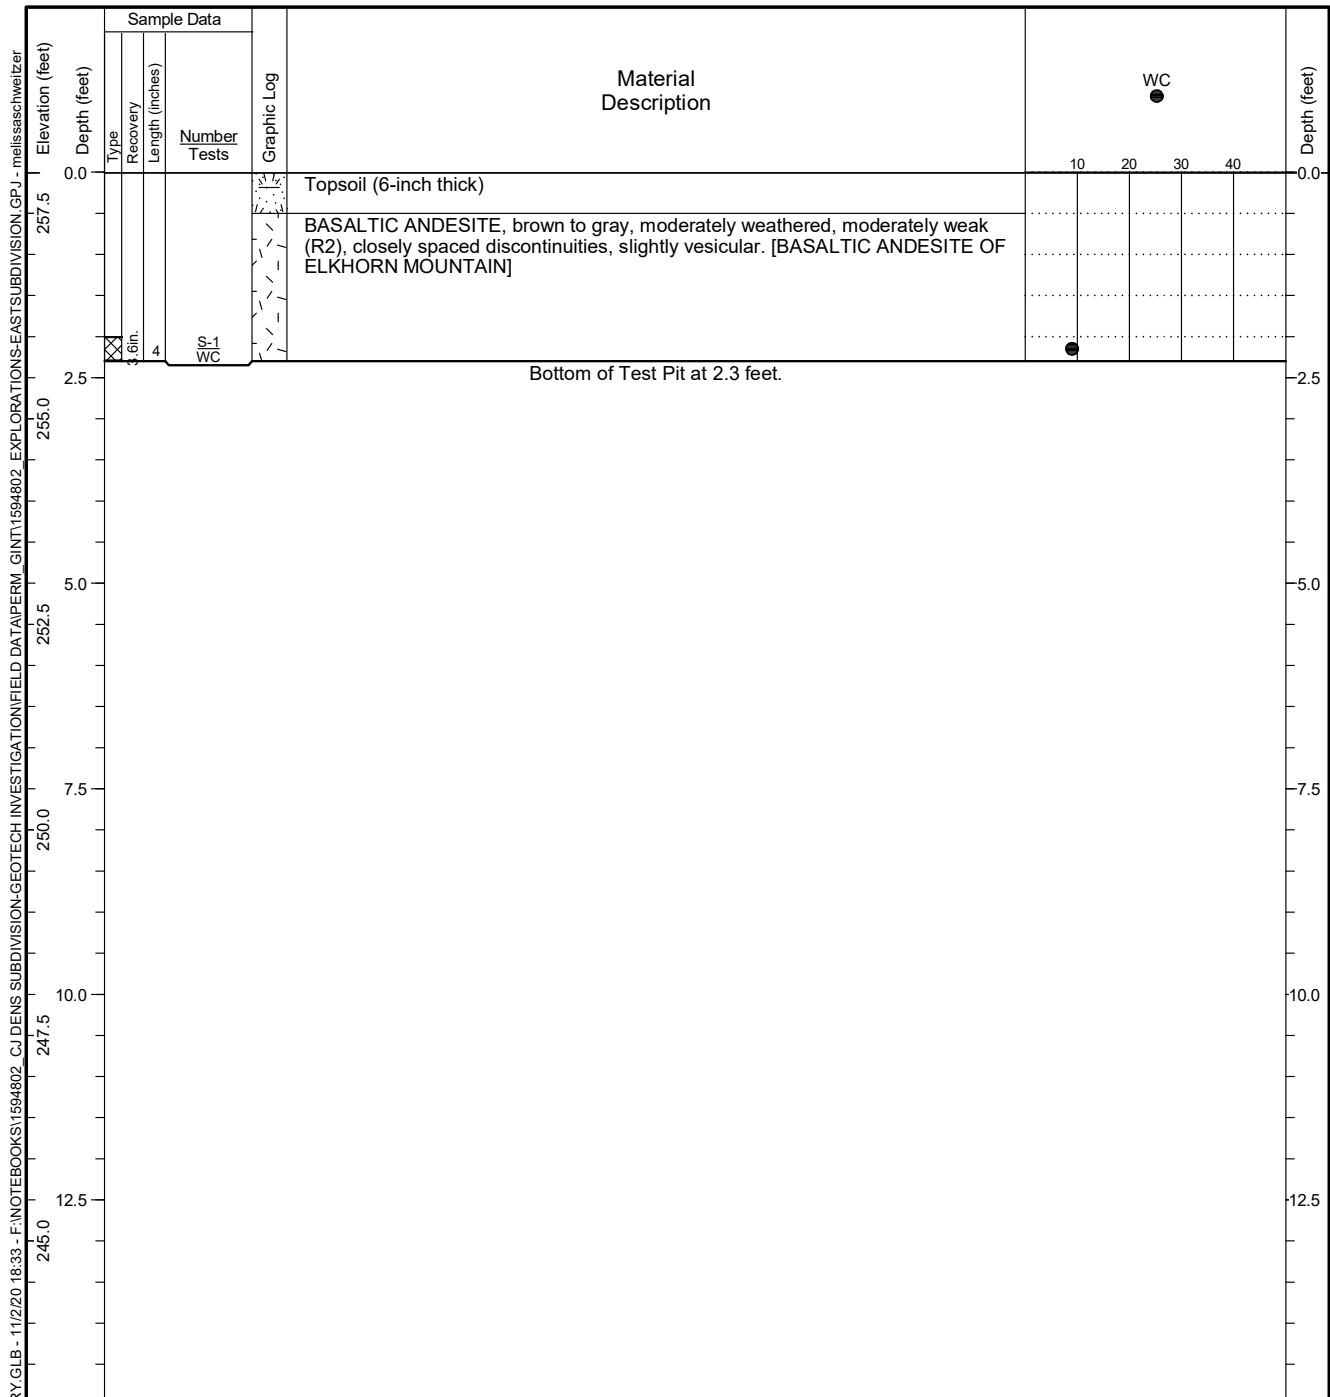 Sample Data
Elevation (feet)
Depth (feet)
Type
Recovery
Length (inches)
Number
Tests
Graphic Log
Material
Description
WC
Depth (feet)
10 20 30 40
0.0
0.0
Topsoil (6-inch thick)
257.5
BASALTIC ANDESITE, brown to gray, moderately weathered, moderately weak
(R2), closely spaced discontinuities, slightly vesicular. [BASALTIC ANDESITE OF
ELKHORN MOUNTAIN]
3.6in.
4
S-1
WC
Bottom of Test Pit at 2.3 feet.
2.5
2.5
255.0
5.0
5.0
252.5
7.5
7.5
250.0
10.0
10.0
247.5
12.5
12.5
245.0
RY.GLB - 11/2/20 18:33 - F:\NOTEBOOKS\1594802_CJ DENS SUBDIVISION-GEOTECH INVESTIGATION\FIELD DATA\PERM_GINT\1594802_EXPLORATIONS-EASTSUBDIVISION.GPJ - melissaschweitzer